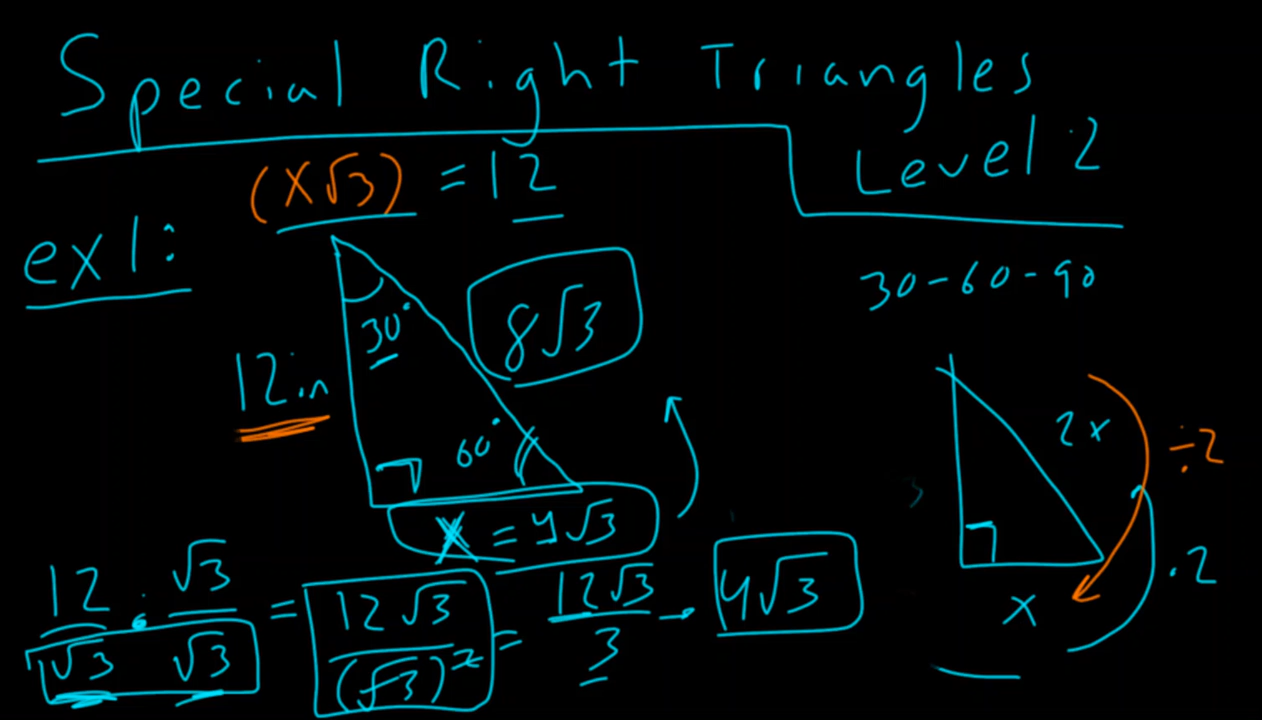 Special Right Triangles
Level 2
(x√3) = 12
ex1:
30-60-90
30°
8√3
12in
60°
x = 4√3
2x
÷2
·2
x
12/√3 · √3/√3 = 12√3/(√3)² = 12√3/3 = 4√3